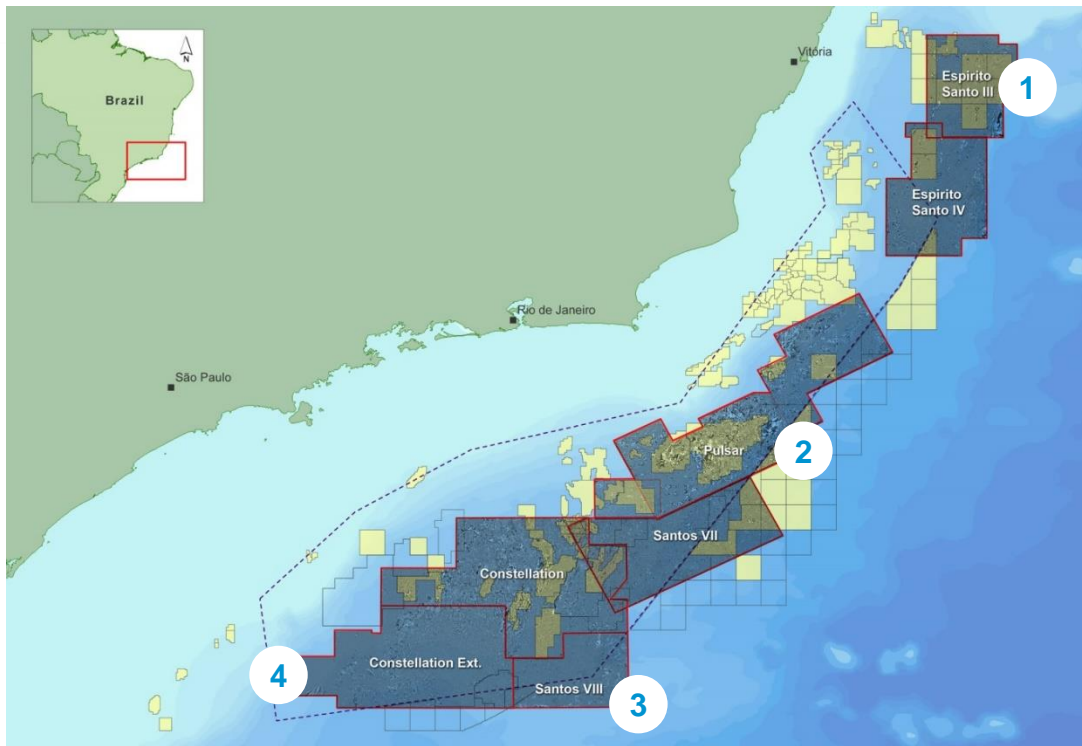 Brazil
N
Vitória
Espirito
Santo III
1
Espirito
Santo IV
Rio de Janeiro
São Paulo
Pulsar
2
Santos VII
Constellation
Constellation Ext.
4
Santos VIII
3